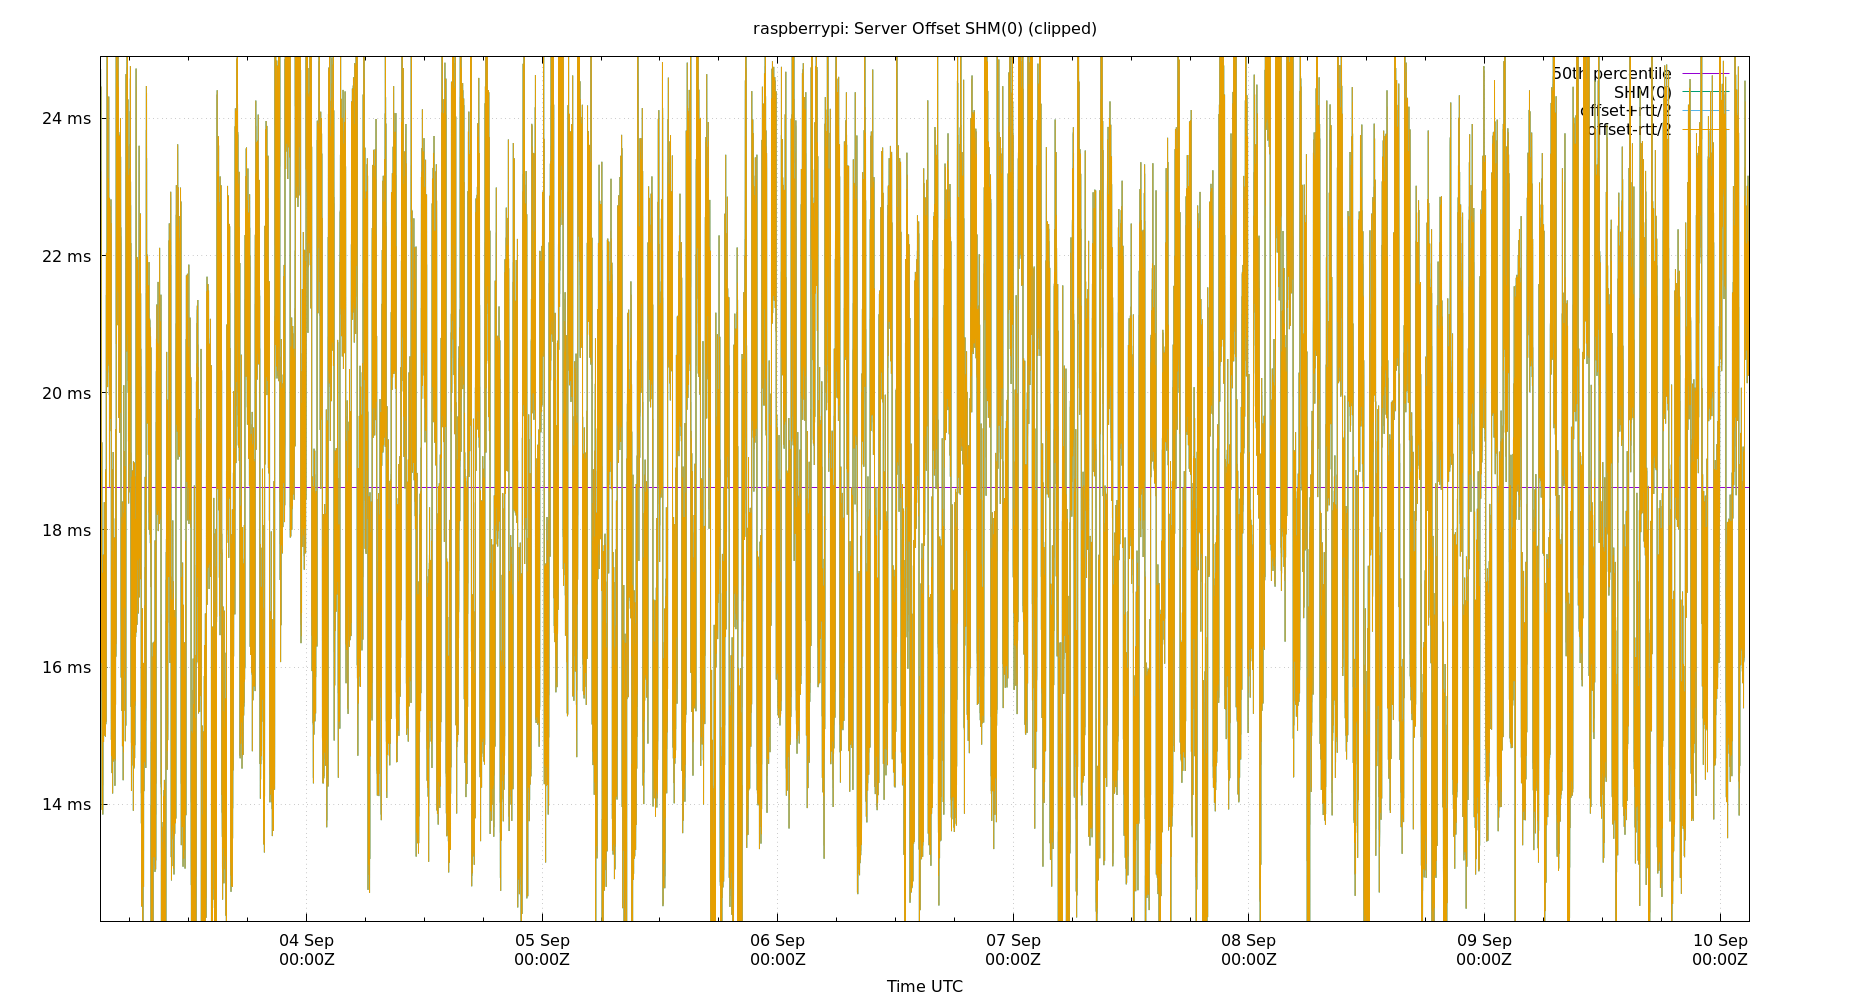 raspberrypi: Server Offset SHM(0) (clipped)
50th percentile
SHM(0)
offset+rtt/2
offset-rtt/2
24 ms
22 ms
20 ms
18 ms
16 ms
14 ms
04 Sep 05 Sep 06 Sep 07 Sep 08 Sep 09 Sep 10 Sep
00:00Z 00:00Z 00:00Z 00:00Z 00:00Z 00:00Z 00:00Z
Time UTC